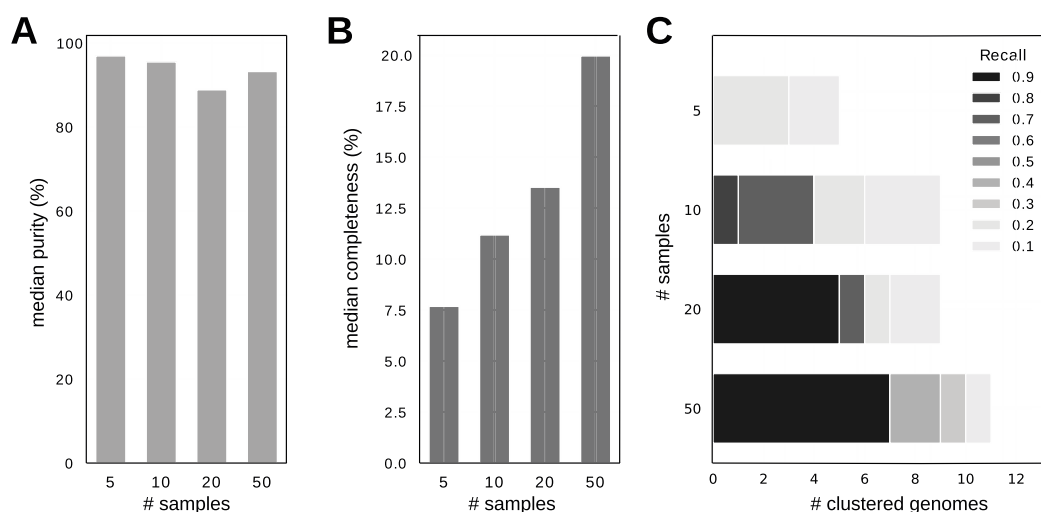 A
100
80
60
40
20
0
median purity (%)
5 10 20 50
# samples
B
20.0
17.5
15.0
12.5
10.0
7.5
5.0
2.5
0.0
median completeness (%)
5 10 20 50
# samples
C
5
10
20
50
# samples
0 2 4 6 8 10 12
# clustered genomes
Recall
0.9
0.8
0.7
0.6
0.5
0.4
0.3
0.2
0.1